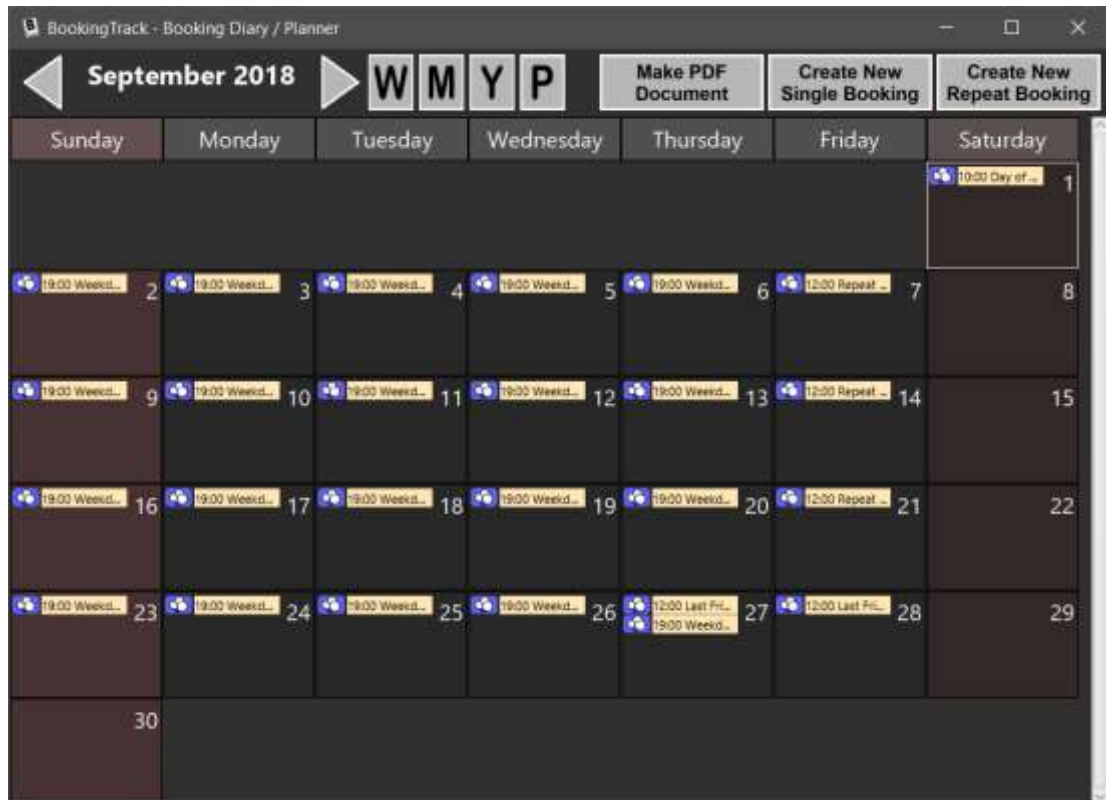 BookingTrack - Booking Diary / Planner
September 2018
W M Y P
Make PDF Document
Create New Single Booking
Create New Repeat Booking
Sunday Monday Tuesday Wednesday Thursday Friday Saturday
10:00 Day of ... 1
19:00 Weekd... 2 19:00 Weekd... 3 19:00 Weekd... 4 19:00 Weekd... 5 19:00 Weekd... 6 12:00 Repeat ... 7 8
19:00 Weekd... 9 19:00 Weekd... 10 19:00 Weekd... 11 19:00 Weekd... 12 19:00 Weekd... 13 12:00 Repeat ... 14 15
19:00 Weekd... 16 19:00 Weekd... 17 19:00 Weekd... 18 19:00 Weekd... 19 19:00 Weekd... 20 12:00 Repeat ... 21 22
19:00 Weekd... 23 19:00 Weekd... 24 19:00 Weekd... 25 19:00 Weekd... 26 12:00 Last Fri... 27 12:00 Last Fri... 28 29
19:00 Weekd...
30